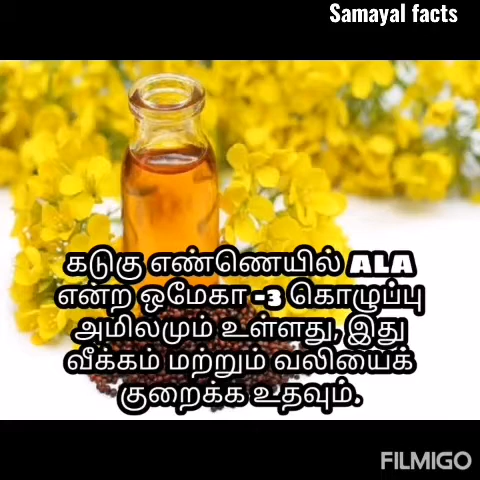 Samayal facts
கடுகு எண்ணெயில் ALA
என்ற ஒமேகா -3 கொழுப்பு
அமிலமும் உள்ளது, இது
வீக்கம் மற்றும் வலியைக்
குறைக்க உதவும்.
FILMIGO